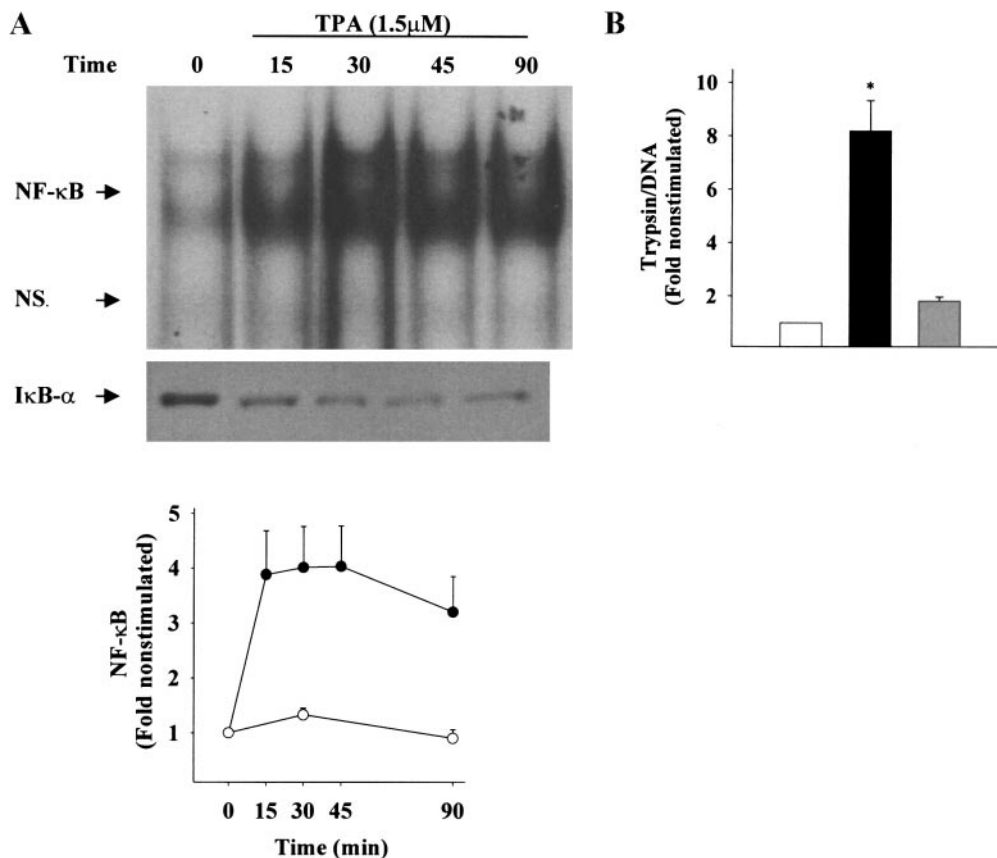 A
TPA (1.5μM)
Time 0 15 30 45 90
NF-κB
NS.
IκB-α
5
4
3
2
1
NF-κB
(Fold nonstimulated)
0 15 30 45 90
Time (min)
B
10
8
6
4
2
*
Trypsin/DNA
(Fold nonstimulated)